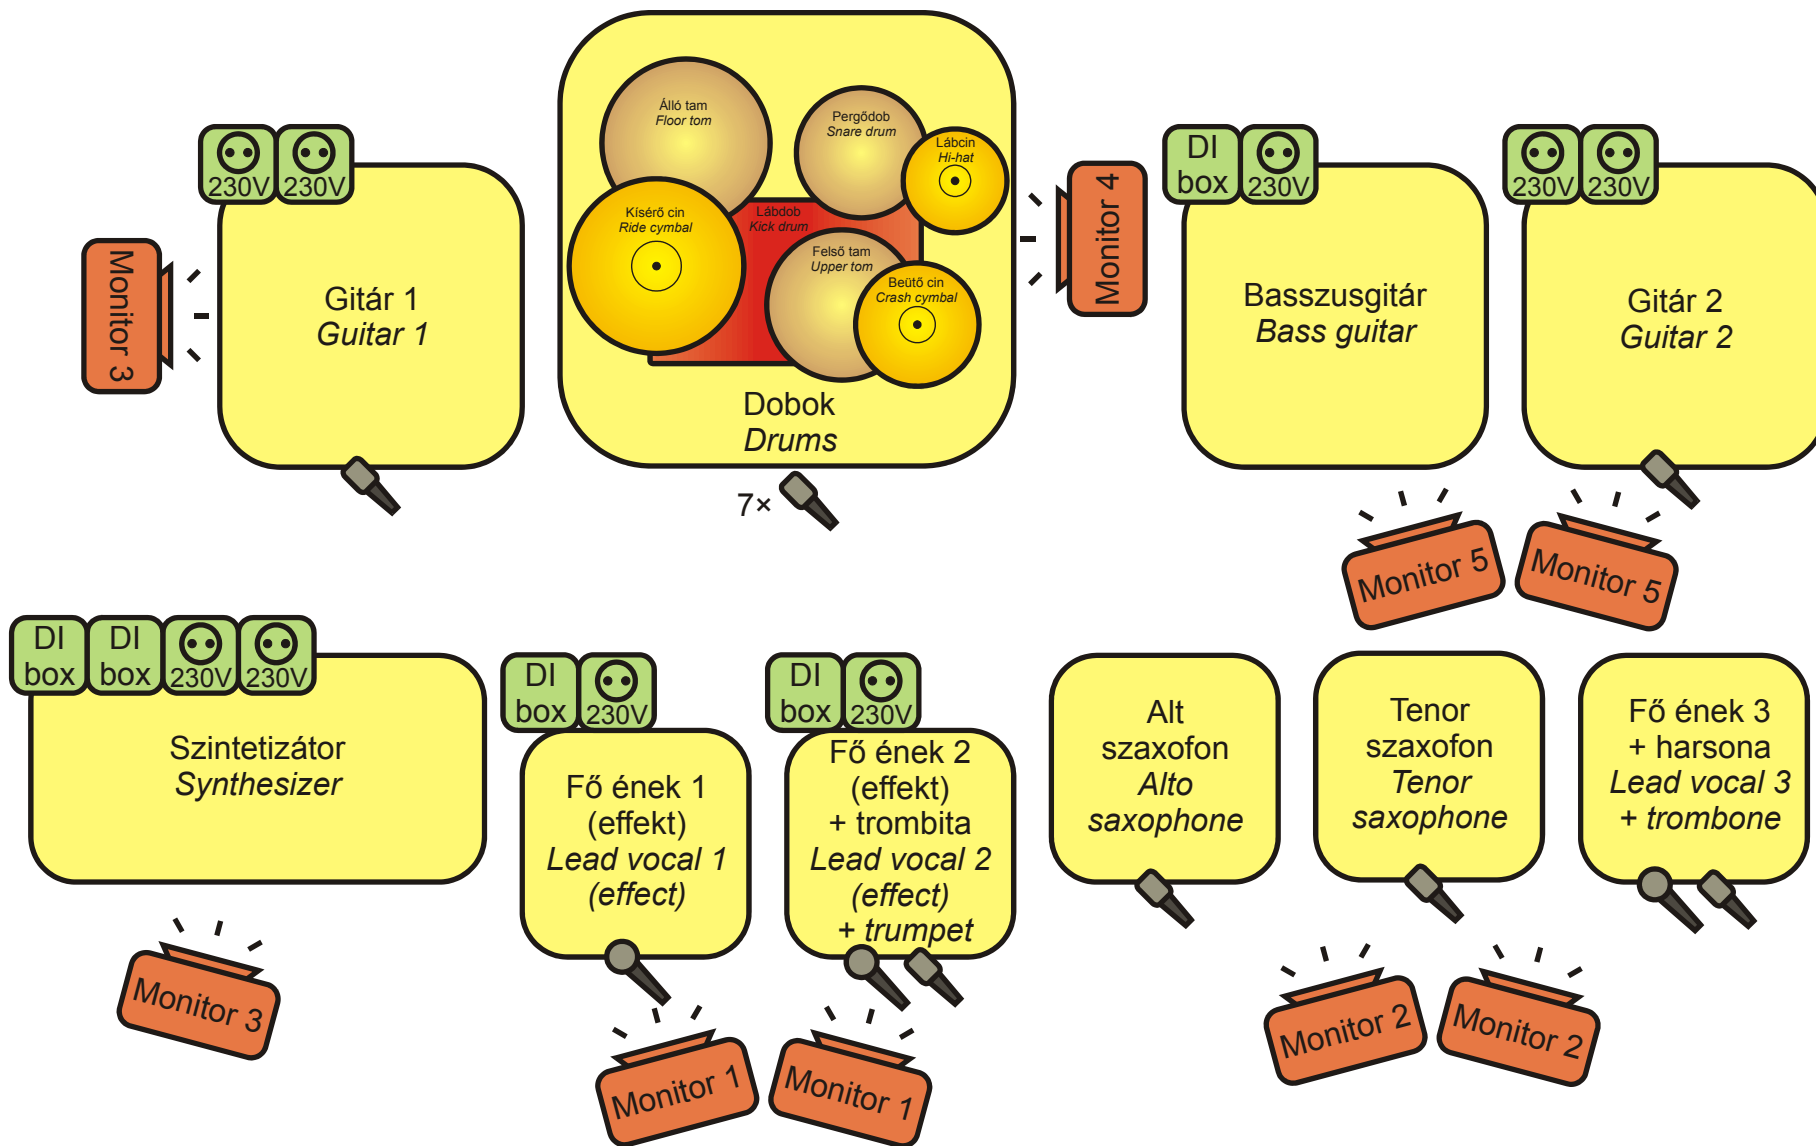 230V
230V
Gitár 1
Guitar 1
Monitor 3
Álló tam
Floor tom
Pergődob
Snare drum
Lábcin
Hi-hat
Kísérő cin
Ride cymbal
Lábdob
Kick drum
Felső tam
Upper tom
Beütő cin
Crash cymbal
Dobok
Drums
7×
Monitor 4
DI
box
230V
Basszusgitár
Bass guitar
230V
230V
Gitár 2
Guitar 2
Monitor 5
Monitor 5
DI
box
DI
box
230V
230V
Szintetizátor
Synthesizer
Monitor 3
DI
box
230V
Fő ének 1
(effekt)
Lead vocal 1
(effect)
DI
box
230V
Fő ének 2
(effekt)
+ trombita
Lead vocal 2
(effect)
+ trumpet
Monitor 1
Monitor 1
Alt
szaxofon
Alto
saxophone
Tenor
szaxofon
Tenor
saxophone
Fő ének 3
+ harsona
Lead vocal 3
+ trombone
Monitor 2
Monitor 2